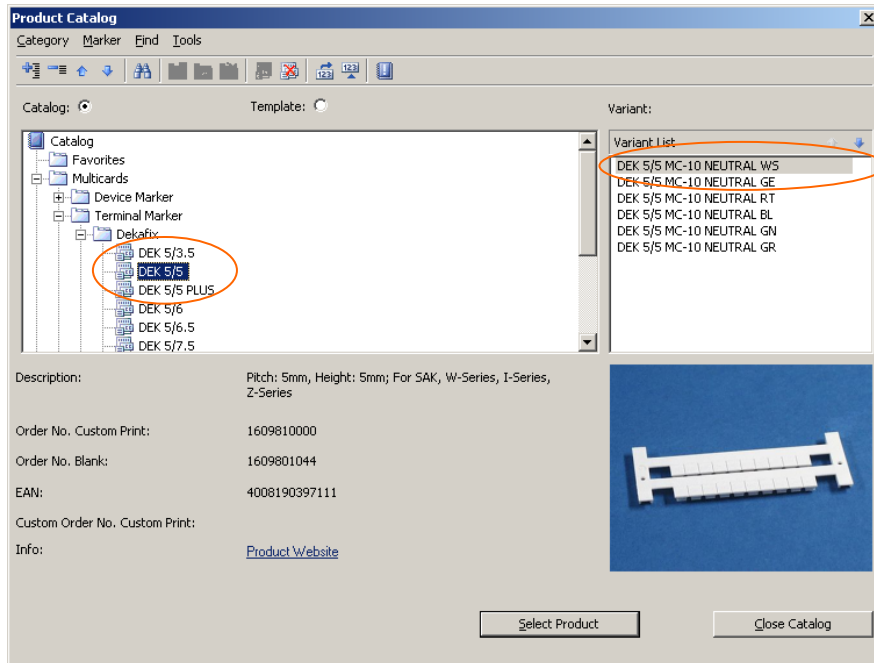 Product Catalog
Category Marker Find Tools
123 123
Catalog: Template: Variant:
Catalog
Favorites
Multicards
Device Marker
Terminal Marker
Dekafix
DEK 5/3.5
DEK 5/5
DEK 5/5 PLUS
DEK 5/6
DEK 5/6.5
DEK 5/7.5
Variant List
DEK 5/5 MC-10 NEUTRAL WS
DEK 5/5 MC-10 NEUTRAL GE
DEK 5/5 MC-10 NEUTRAL RT
DEK 5/5 MC-10 NEUTRAL BL
DEK 5/5 MC-10 NEUTRAL GN
DEK 5/5 MC-10 NEUTRAL GR
Description: Pitch: 5mm, Height: 5mm; For SAK, W-Series, I-Series,
Z-Series
Order No. Custom Print: 1609810000
Order No. Blank: 1609801044
EAN: 4008190397111
Custom Order No. Custom Print:
Info: Product Website
Select Product Close Catalog